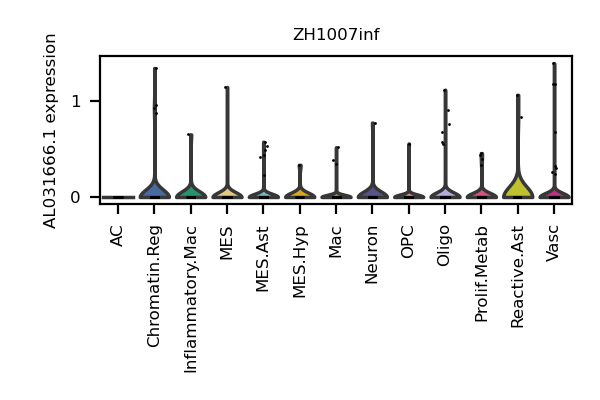 ZH1007inf
AL031666.1 expression
1
0
AC
Chromatin.Reg
Inflammatory.Mac
MES
MES.Ast
MES.Hyp
Mac
Neuron
OPC
Oligo
Prolif.Metab
Reactive.Ast
Vasc